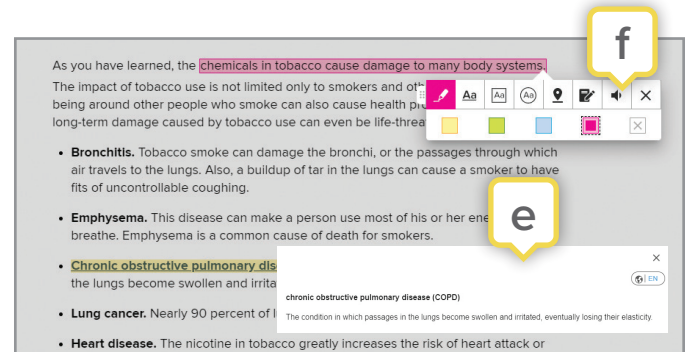 f
As you have learned, the chemicals in tobacco cause damage to many body systems.
The impact of tobacco use is not limited only to smokers and
being around other people who smoke can also cause health
long-term damage caused by tobacco use can even be
Aa Aa Aa
• Bronchitis. Tobacco smoke can damage the bronchi, or the passages through which
air travels to the lungs. Also, a buildup of tar in the lungs can cause a smoker to have
fits of uncontrollable coughing.
• Emphysema. This disease can make a person use most of his or her
breathe. Emphysema is a common cause of death for smokers.
e
• Chronic obstructive pulmonary
the lungs become swollen and
EN
chronic obstructive pulmonary disease (COPD)
The condition in which passages in the lungs become swollen and irritated, eventually losing their elasticity.
• Lung cancer. Nearly 90 percent of
• Heart disease. The nicotine in tobacco greatly increases the risk of heart attack or